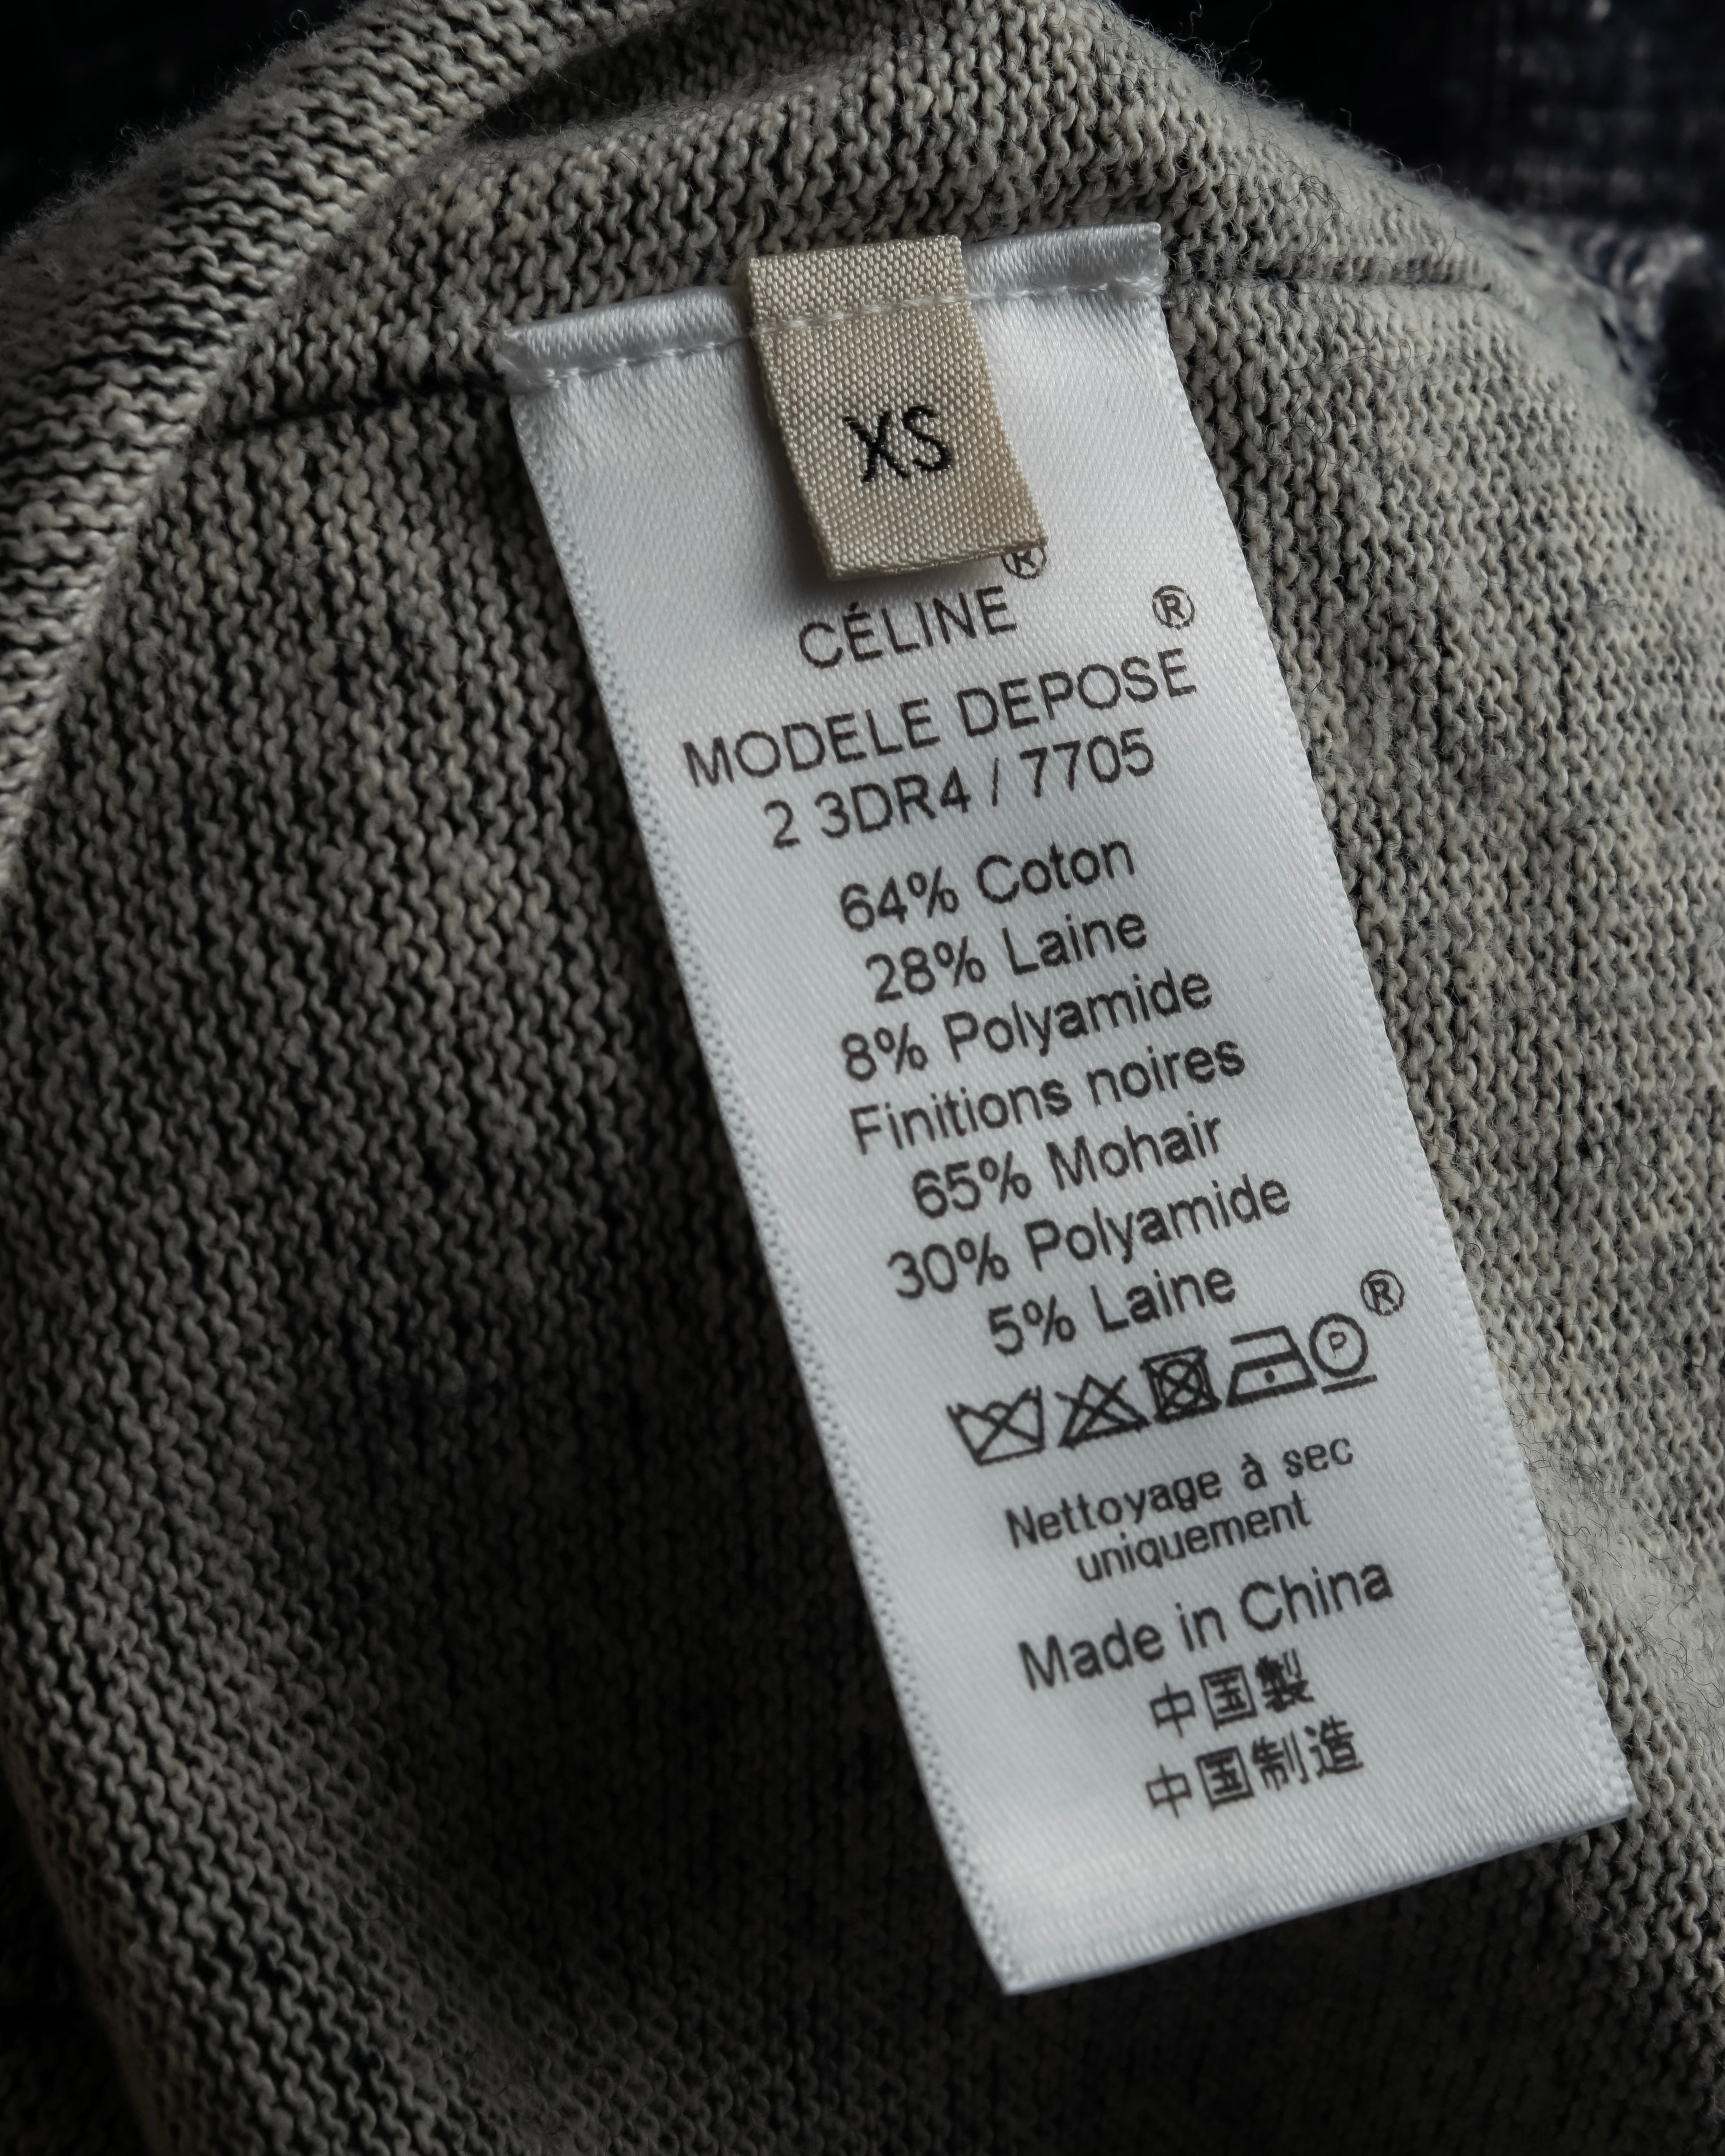 XS
CÉLINE®
®
MODELE DEPOSE
2 3DR4 / 7705
64% Coton
28% Laine
8% Polyamide
Finitions noires
65% Mohair
30% Polyamide
5% Laine
P ®
Nettoyage à sec
uniquement
Made in China
中国製
中国制造